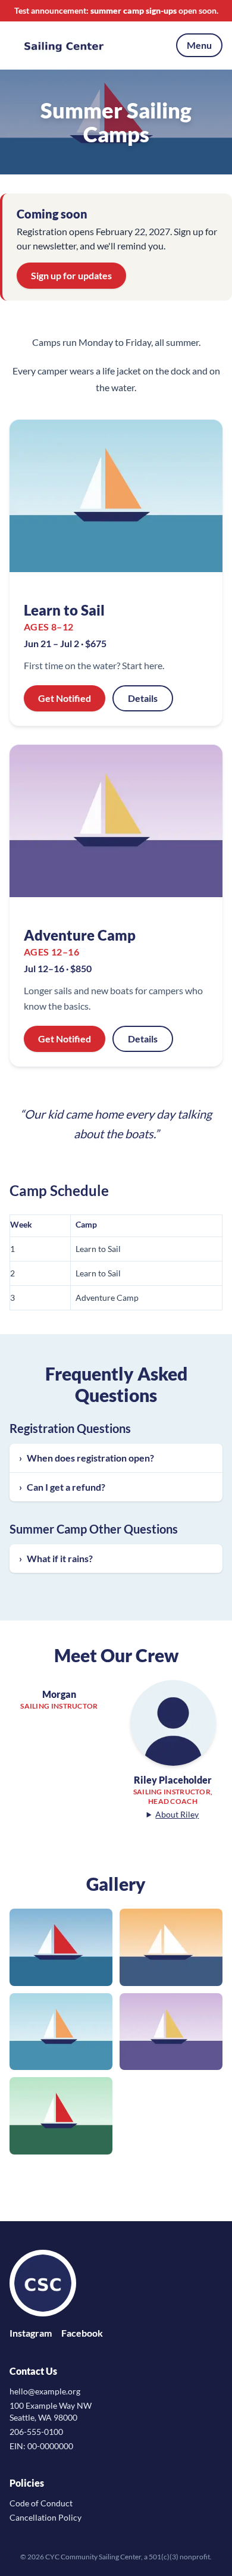 Test announcement: summer camp sign-ups open soon.
Sailing Center
Menu
Summer Sailing
Camps
Coming soon
Registration opens February 22, 2027. Sign up for
our newsletter, and we'll remind you.
Sign up for updates
Camps run Monday to Friday, all summer.
Every camper wears a life jacket on the dock and on
the water.
Learn to Sail
AGES 8–12
Jun 21 – Jul 2 · $675
First time on the water? Start here.
Get Notified
Details
Adventure Camp
AGES 12–16
Jul 12–16 · $850
Longer sails and new boats for campers who
know the basics.
Get Notified
Details
“Our kid came home every day talking
about the boats.”
Camp Schedule
Week Camp
1 Learn to Sail
2 Learn to Sail
3 Adventure Camp
Frequently Asked
Questions
Registration Questions
› When does registration open?
› Can I get a refund?
Summer Camp Other Questions
› What if it rains?
Meet Our Crew
Morgan
SAILING INSTRUCTOR
Riley Placeholder
SAILING INSTRUCTOR,
HEAD COACH
▶ About Riley
Gallery
CSC
Instagram Facebook
Contact Us
hello@example.org
100 Example Way NW
Seattle, WA 98000
206-555-0100
EIN: 00-0000000
Policies
Code of Conduct
Cancellation Policy
© 2026 CYC Community Sailing Center, a 501(c)(3) nonprofit.